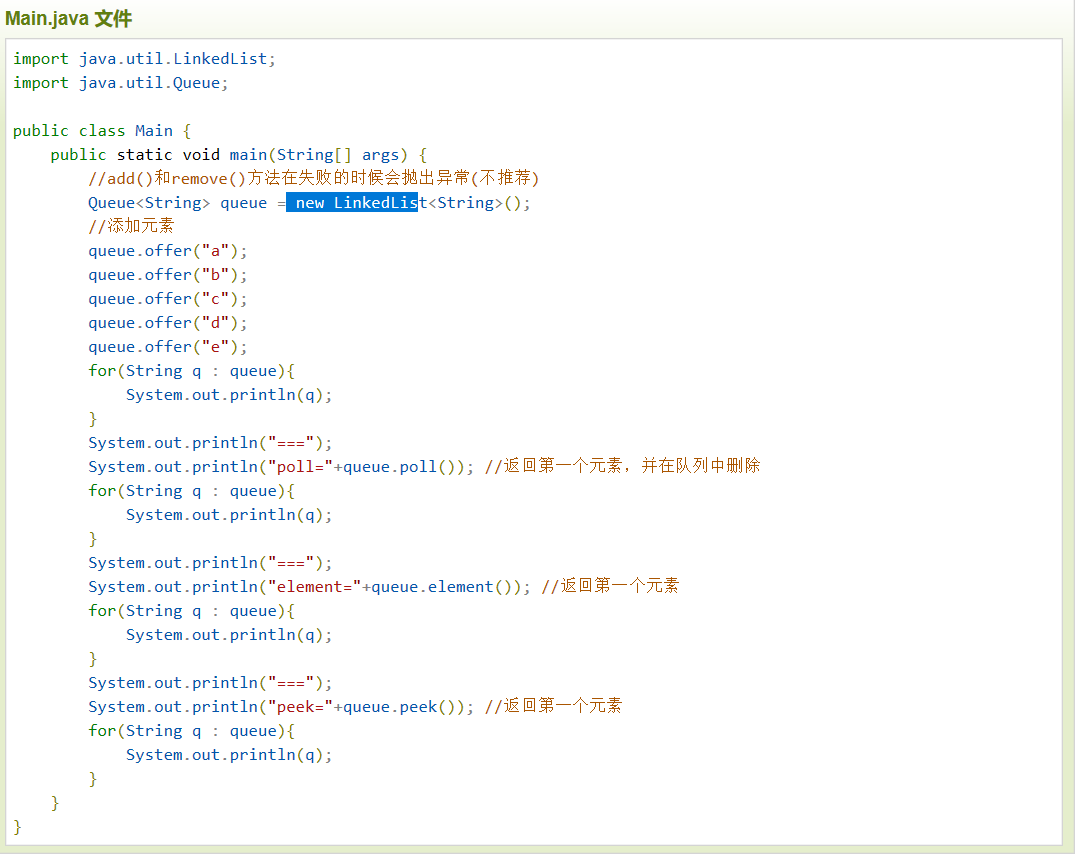 Main.java 文件
import java.util.LinkedList;
import java.util.Queue;
public class Main {
    public static void main(String[] args) {
        //add()和remove()方法在失败的时候会抛出异常(不推荐)
        Queue<String> queue = new LinkedList<String>();
        //添加元素
        queue.offer("a");
        queue.offer("b");
        queue.offer("c");
        queue.offer("d");
        queue.offer("e");
        for(String q : queue){
            System.out.println(q);
        }
        System.out.println("===");
        System.out.println("poll="+queue.poll()); //返回第一个元素，并在队列中删除
        for(String q : queue){
            System.out.println(q);
        }
        System.out.println("===");
        System.out.println("element="+queue.element()); //返回第一个元素
        for(String q : queue){
            System.out.println(q);
        }
        System.out.println("===");
        System.out.println("peek="+queue.peek()); //返回第一个元素
        for(String q : queue){
            System.out.println(q);
        }
    }
}